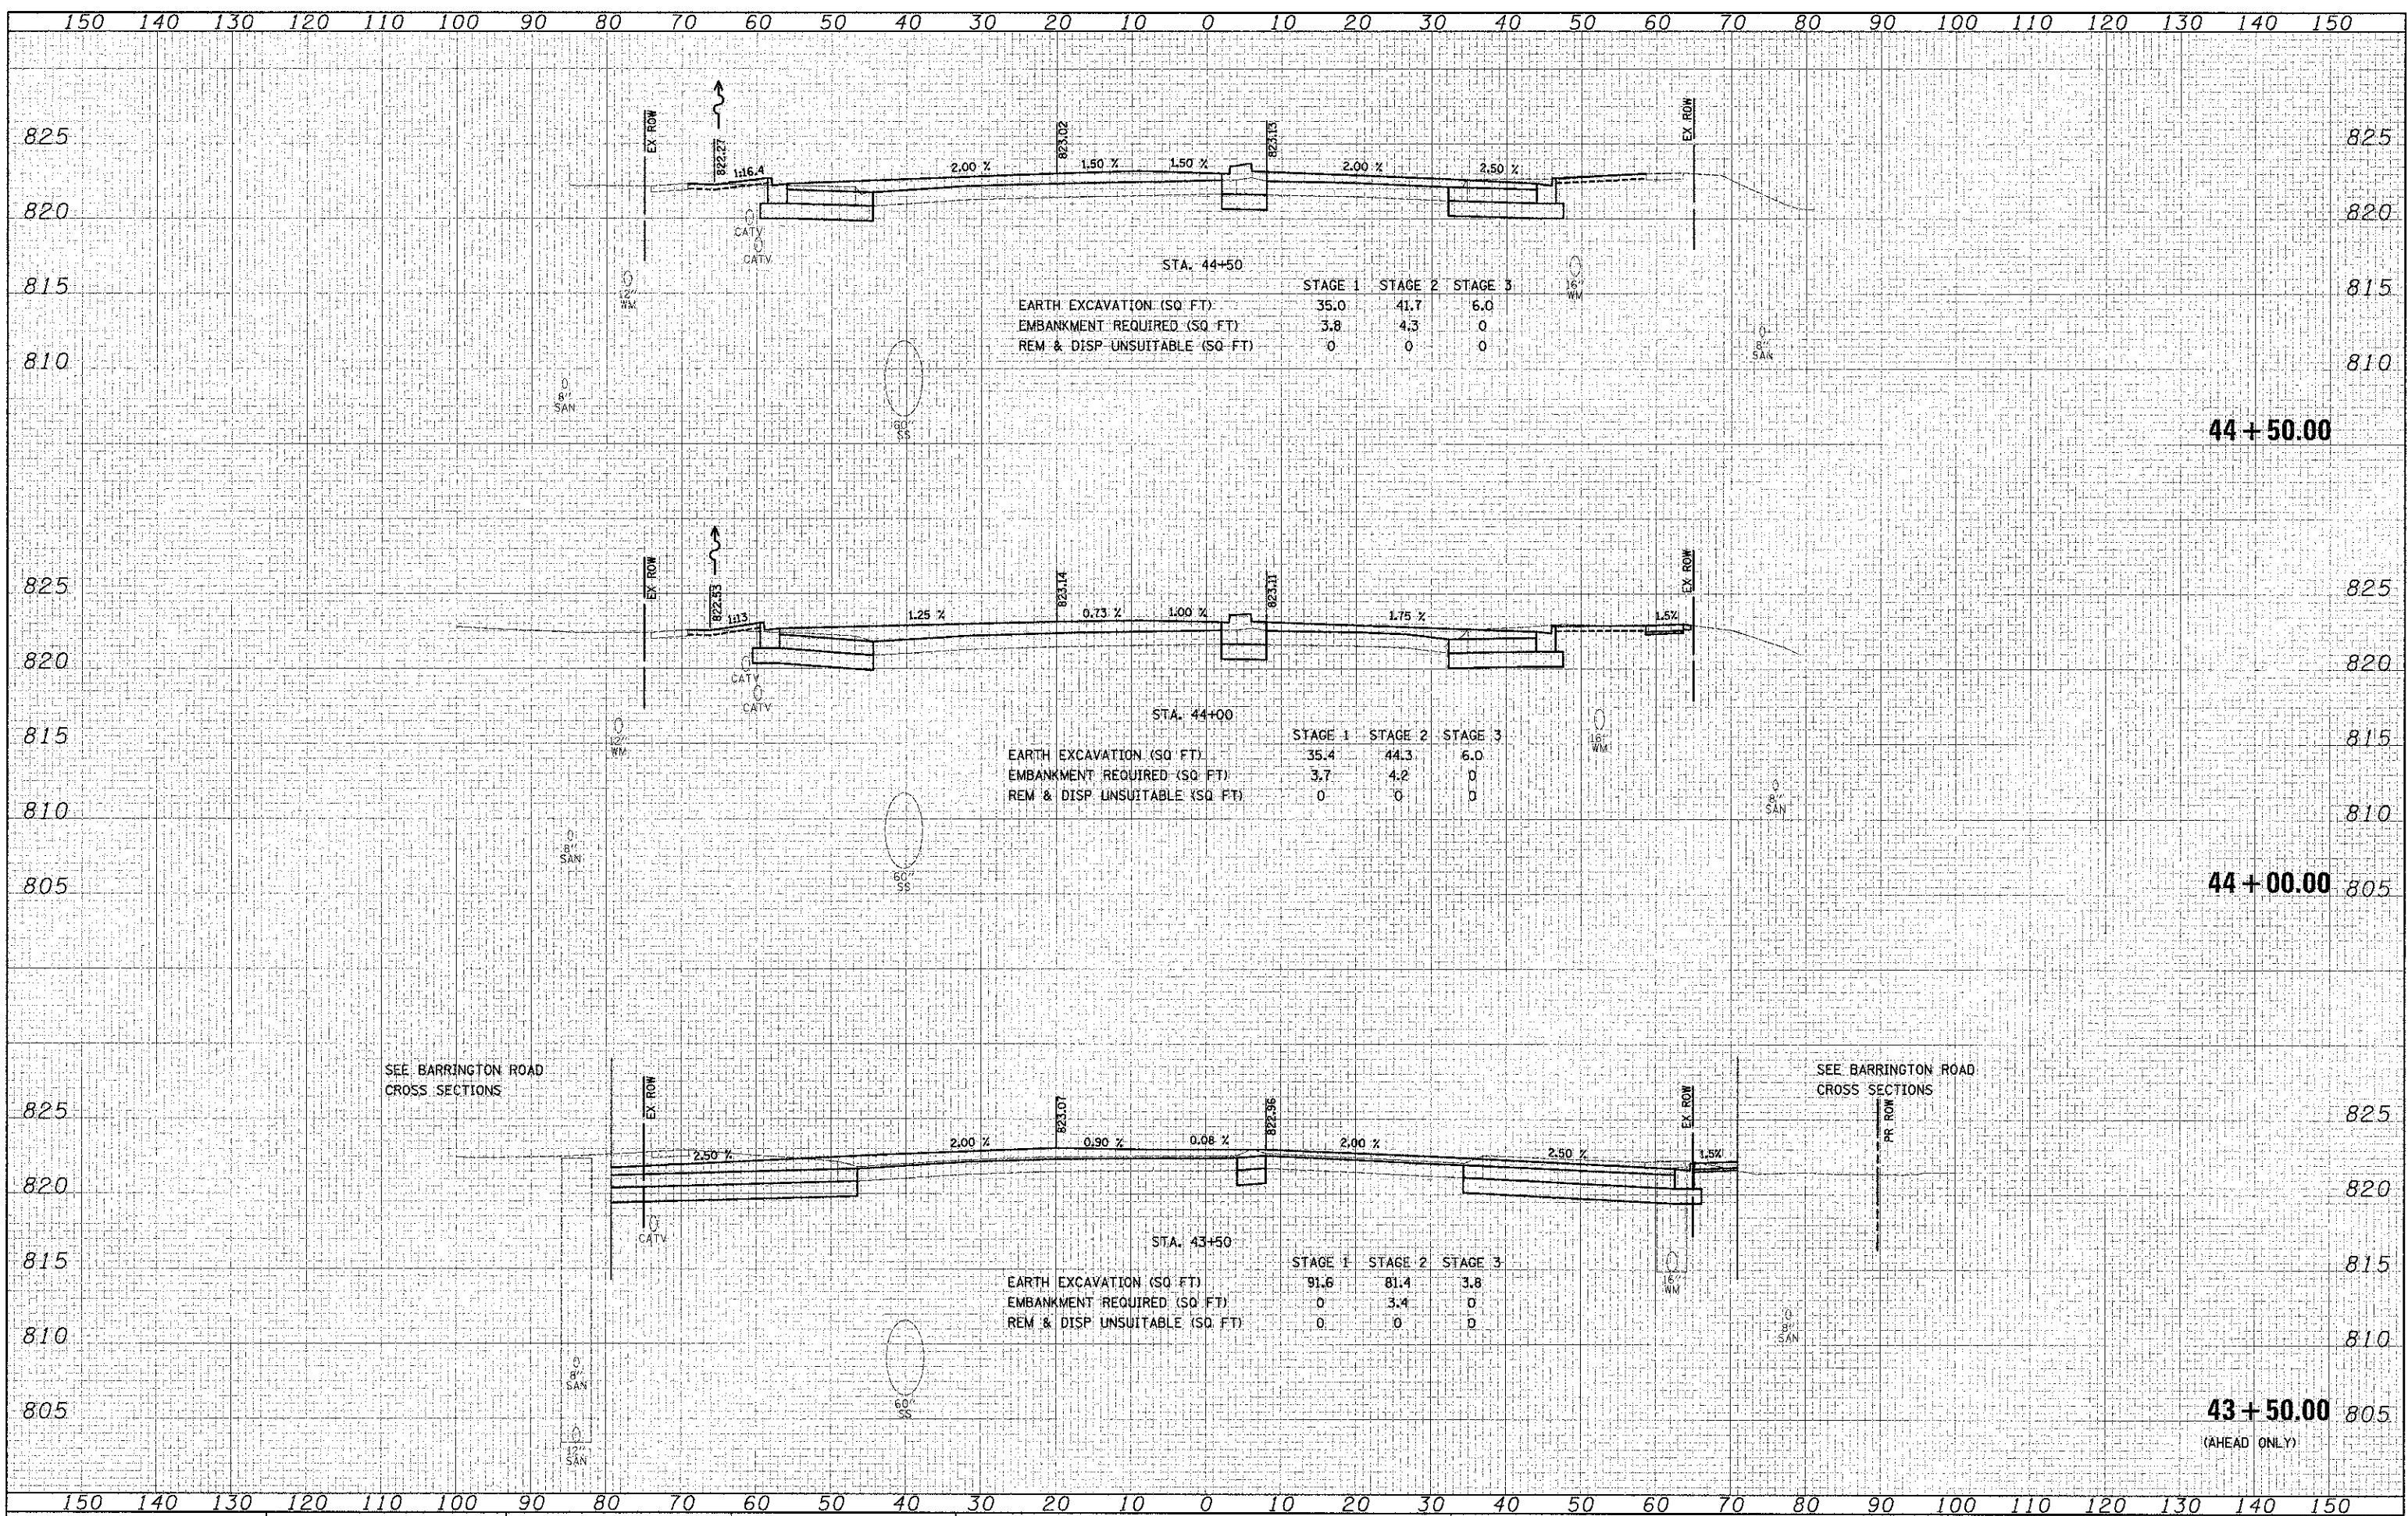 150 140 130 120 110 100 90 80 70 60 50 40 30 20 10 0 10 20 30 40 50 60 70 80 90 100 110 120 130 140 150
825 825
820 820
815 815
810 810
EX ROW
822.27
1:16.4
2.00 %
823.02
1.50 %
1.50 %
823.13
2.00 %
2.50 %
EX ROW
CATV
CATV
12" WM
8" SAN
60" SS
16" WM
8" SAN
STA. 44+50
STAGE 1 STAGE 2 STAGE 3
EARTH EXCAVATION (SQ FT) 35.0 41.7 6.0
EMBANKMENT REQUIRED (SQ FT) 3.8 4.3 0
REM & DISP UNSUITABLE (SQ FT) 0 0 0
44 + 50.00
825 825
820 820
815 815
810 810
805 805
EX ROW
822.53
1:13
1.25 %
823.14
0.73 %
1.00 %
823.11
1.75 %
1.5%
EX ROW
CATV
CATV
12" WM
8" SAN
60" SS
16" WM
8" SAN
STA. 44+00
STAGE 1 STAGE 2 STAGE 3
EARTH EXCAVATION (SQ FT) 35.4 44.3 6.0
EMBANKMENT REQUIRED (SQ FT) 3.7 4.2 0
REM & DISP UNSUITABLE (SQ FT) 0 0 0
44 + 00.00
SEE BARRINGTON ROAD
CROSS SECTIONS
SEE BARRINGTON ROAD
CROSS SECTIONS
825 825
820 820
815 815
810 810
805 805
EX ROW
2.50 %
2.00 %
823.07
0.90 %
0.08 %
822.96
2.00 %
2.50 %
EX ROW
1.5%
PR ROW
CATV
8" SAN
12" SAN
60" SS
16" WM
8" SAN
STA. 43+50
STAGE 1 STAGE 2 STAGE 3
EARTH EXCAVATION (SQ FT) 91.6 81.4 3.8
EMBANKMENT REQUIRED (SQ FT) 0 3.4 0
REM & DISP UNSUITABLE (SQ FT) 0 0 0
43 + 50.00
(AHEAD ONLY)
150 140 130 120 110 100 90 80 70 60 50 40 30 20 10 0 10 20 30 40 50 60 70 80 90 100 110 120 130 140 150